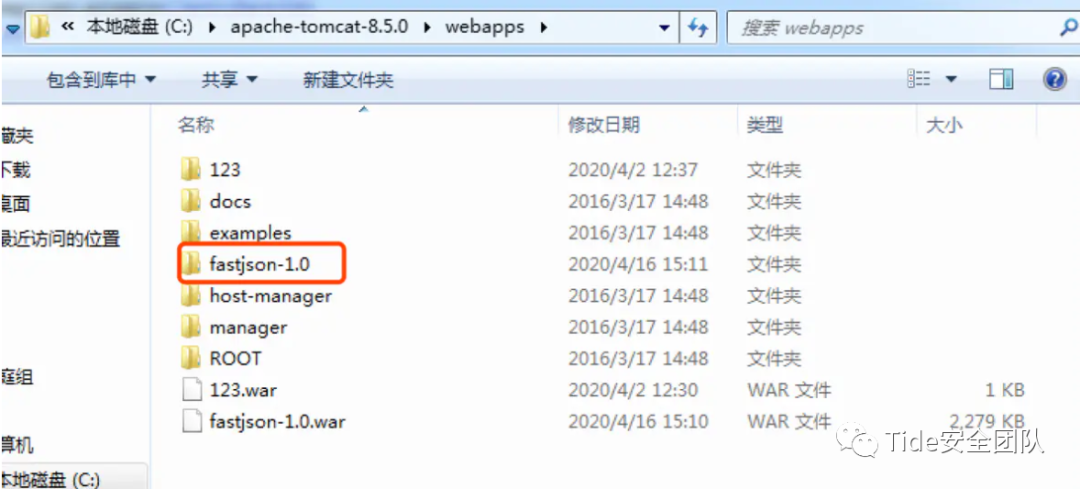 « 本地磁盘 (C:) ▸ apache-tomcat-8.5.0 ▸ webapps ▸ 搜索 webapps
包含到库中 共享 新建文件夹
名称 修改日期 类型 大小
藏夹
下载
桌面
最近访问的位置
庭组
算机
本地磁盘 (C:)
123 2020/4/2 12:37 文件夹
docs 2016/3/17 14:48 文件夹
examples 2016/3/17 14:48 文件夹
fastjson-1.0 2020/4/16 15:11 文件夹
host-manager 2016/3/17 14:48 文件夹
manager 2016/3/17 14:48 文件夹
ROOT 2016/3/17 14:48 文件夹
123.war 2020/4/2 12:30 WAR 文件 1 KB
fastjson-1.0.war 2020/4/16 15:10 WAR 文件 2,279 KB
Tide安全团队